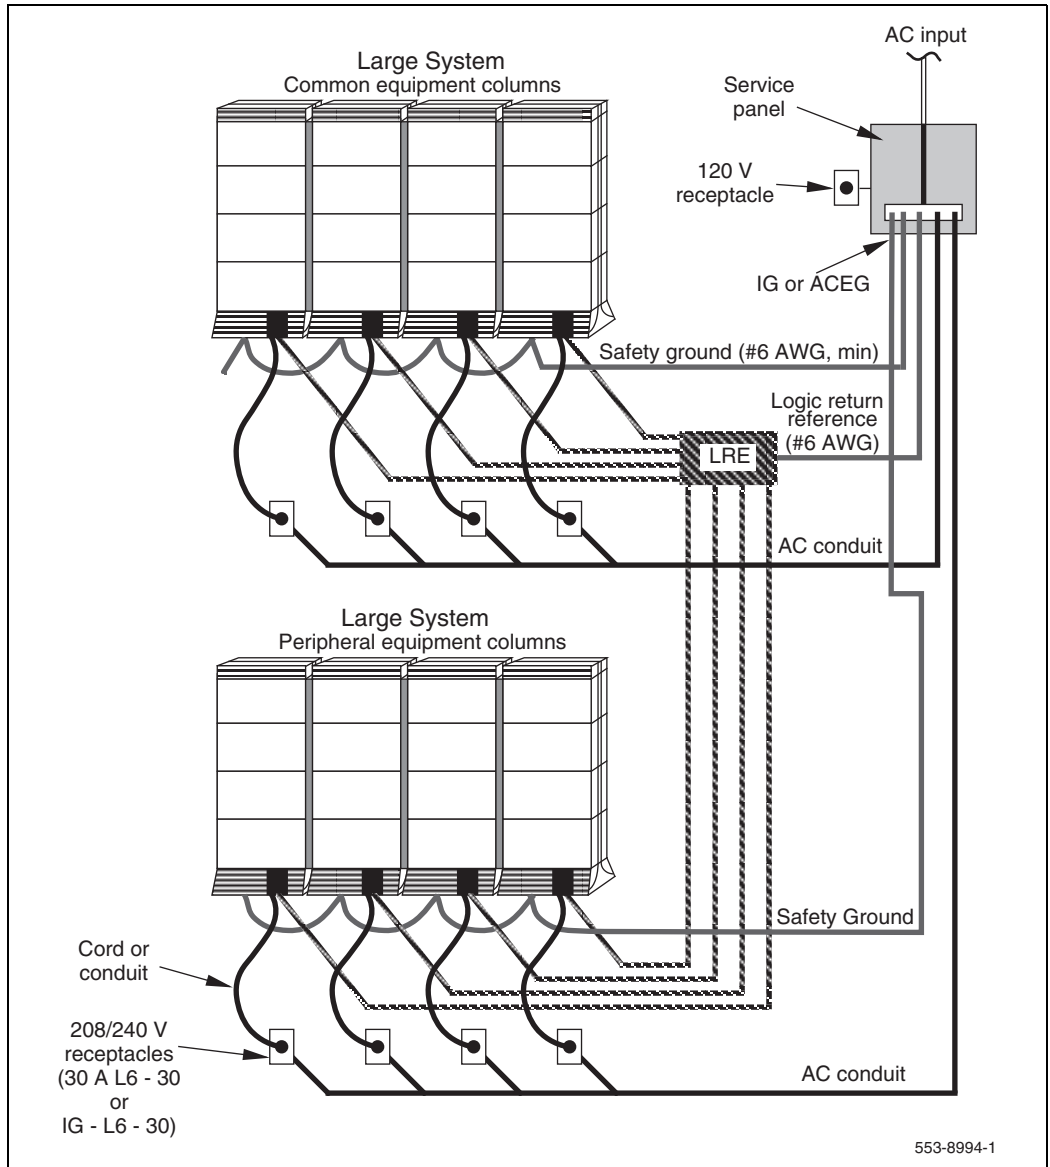 AC input
Large System
Common equipment columns
Service
panel
120 V
receptacle
IG or ACEG
Safety ground (#6 AWG, min)
Logic return
reference
(#6 AWG)
LRE
AC conduit
Large System
Peripheral equipment columns
Safety Ground
Cord or
conduit
208/240 V
receptacles
(30 A L6 - 30
or
IG - L6 - 30)
AC conduit
553-8994-1